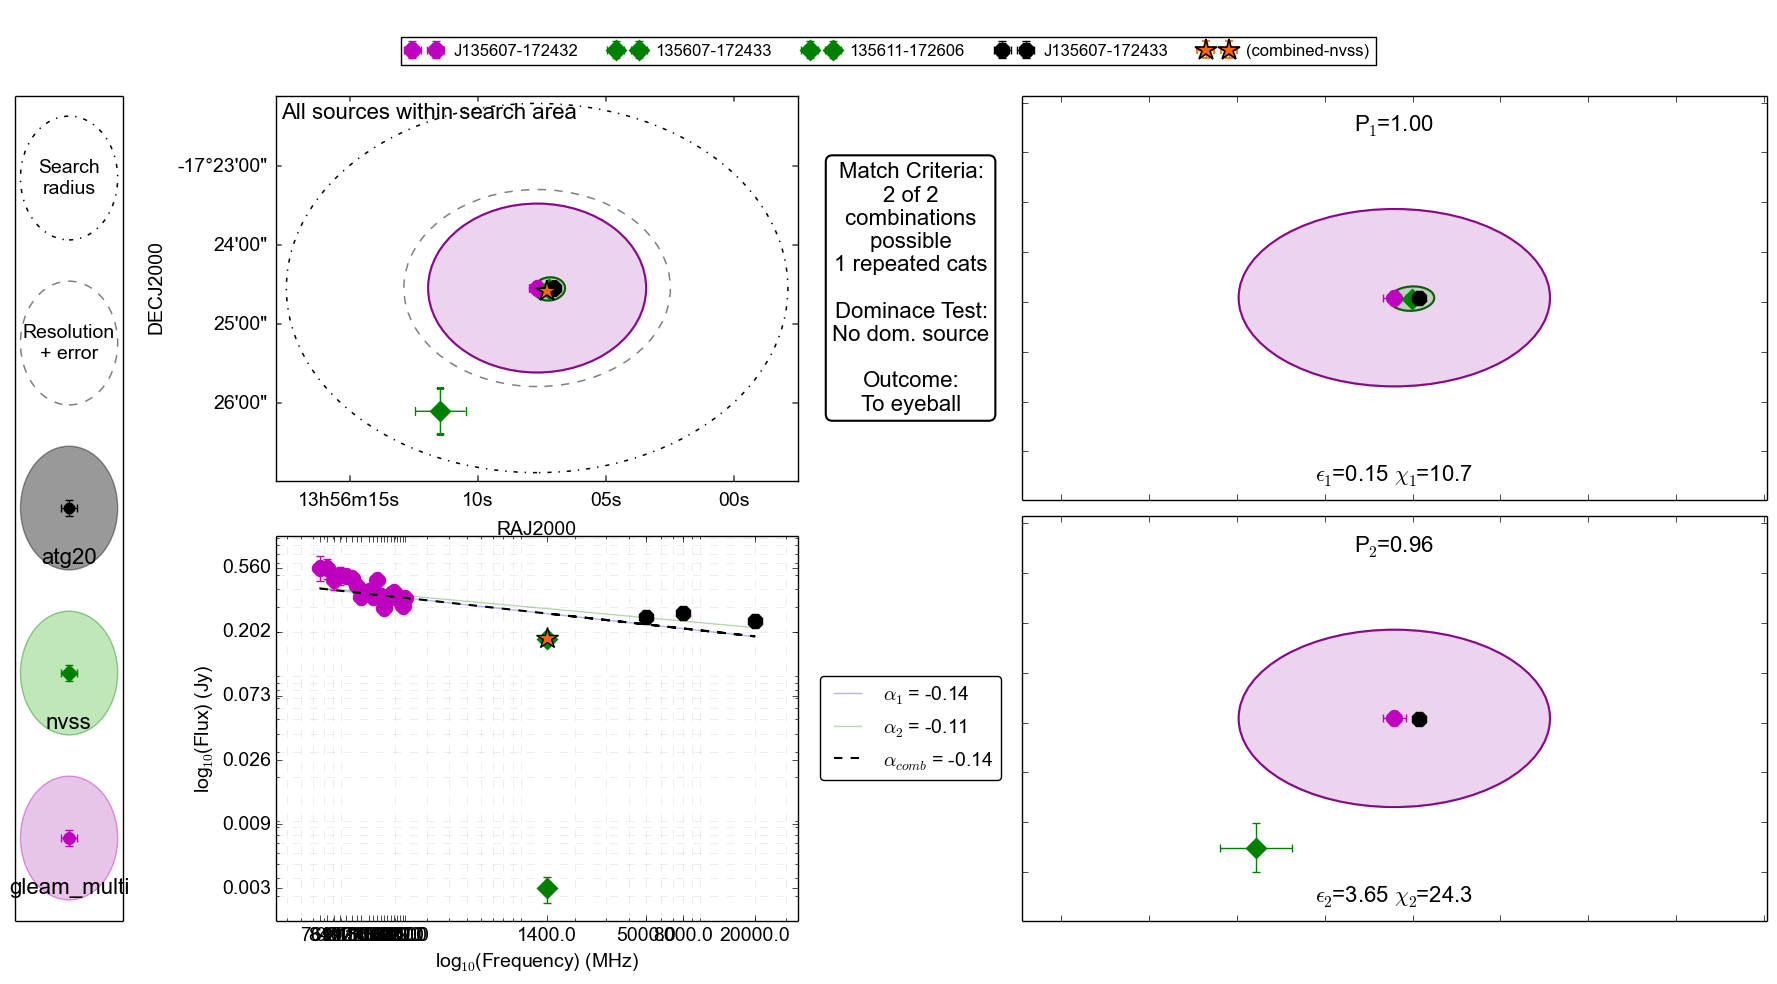 J135607-172432
135607-172433
135611-172606
J135607-172433
(combined-nvss)
Search
radius
Resolution
+ error
atg20
nvss
gleam_multi
All sources within search area
DECJ2000
-17°23'00"
24'00"
25'00"
26'00"
13h56m15s
10s
05s
00s
RAJ2000
Match Criteria:
2 of 2
combinations
possible
1 repeated cats
Dominace Test:
No dom. source
Outcome:
To eyeball
P1=1.00
ϵ1=0.15 χ1=10.7
P2=0.96
ϵ2=3.65 χ2=24.3
log10(Flux) (Jy)
0.560
0.202
0.073
0.026
0.009
0.003
1400.0
5000.0
8000.0
20000.0
log10(Frequency) (MHz)
α1 = -0.14
α2 = -0.11
αcomb = -0.14